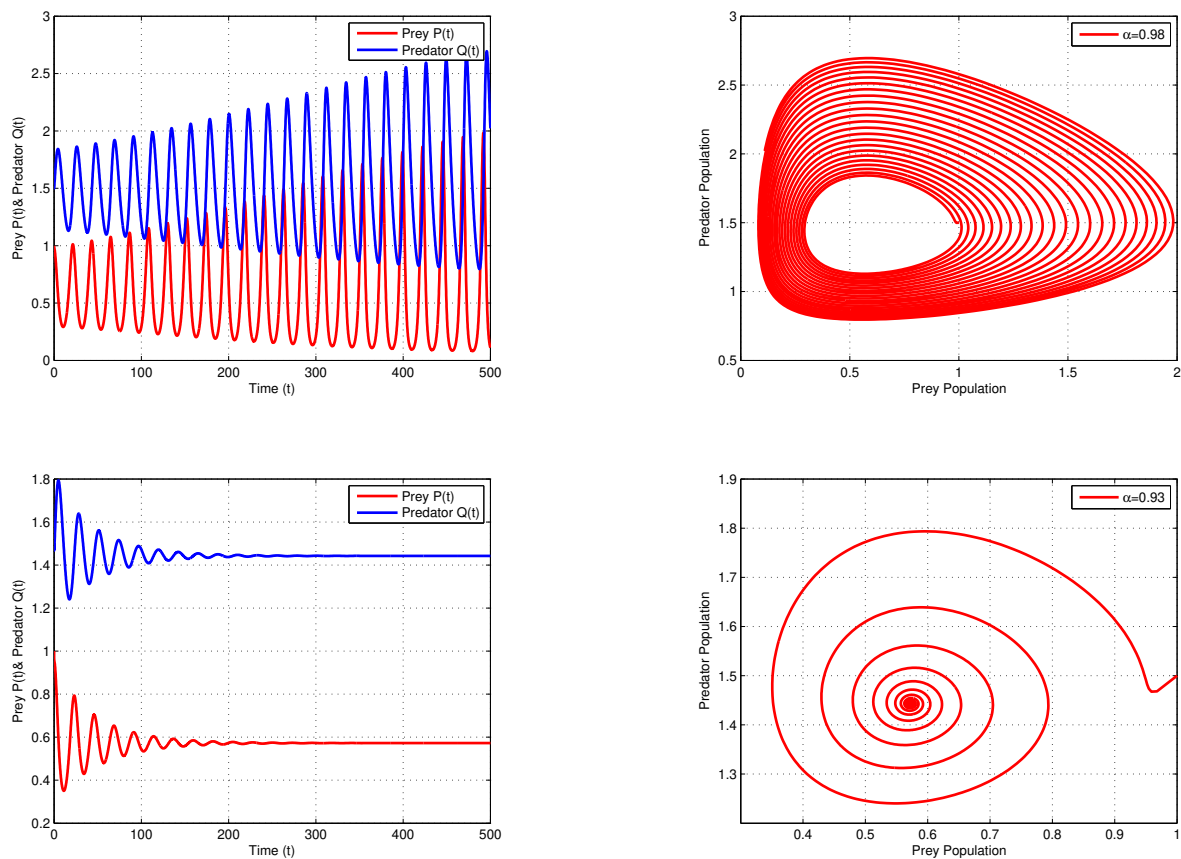 3
2.5
2
1.5
1
0.5
0
0 100 200 300 400 500
Time (t)
Prey P(t)& Predator Q(t)
Prey P(t)
Predator Q(t)
3
2.5
2
1.5
1
0.5
0 0.5 1 1.5 2
Prey Population
Predator Population
α=0.98
1.8
1.6
1.4
1.2
1
0.8
0.6
0.4
0.2
0 100 200 300 400 500
Time (t)
Prey P(t)& Predator Q(t)
Prey P(t)
Predator Q(t)
1.9
1.8
1.7
1.6
1.5
1.4
1.3
0.4 0.5 0.6 0.7 0.8 0.9 1
Prey Population
Predator Population
α=0.93